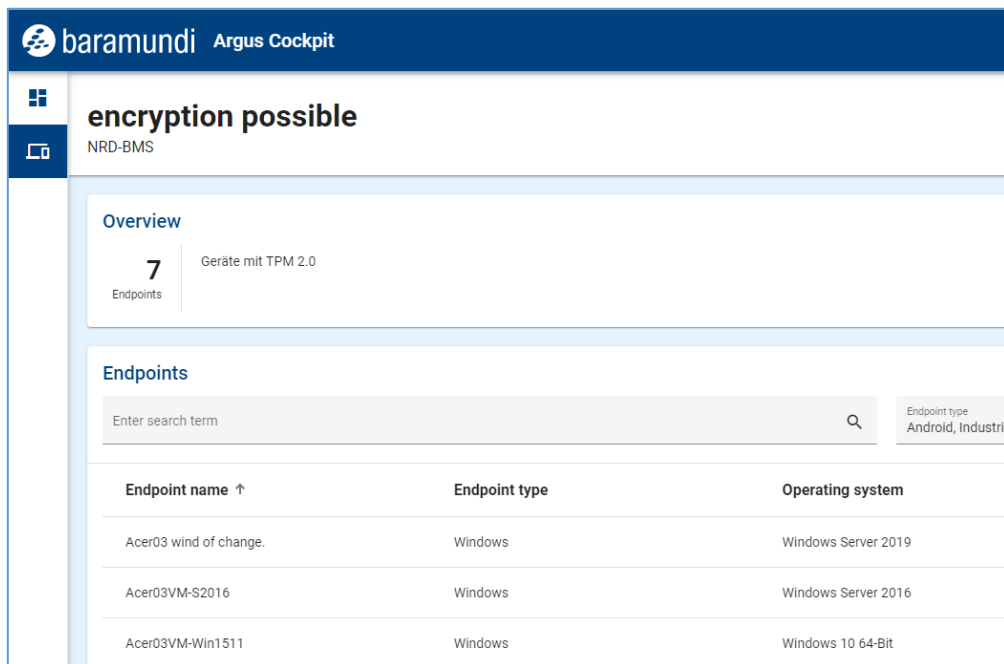 baramundi Argus Cockpit
encryption possible
NRD-BMS
Overview
7
Endpoints
Geräte mit TPM 2.0
Endpoints
Enter search term
Endpoint type
Android, Industri
Endpoint name ↑ Endpoint type Operating system
Acer03 wind of change. Windows Windows Server 2019
Acer03VM-S2016 Windows Windows Server 2016
Acer03VM-Win1511 Windows Windows 10 64-Bit